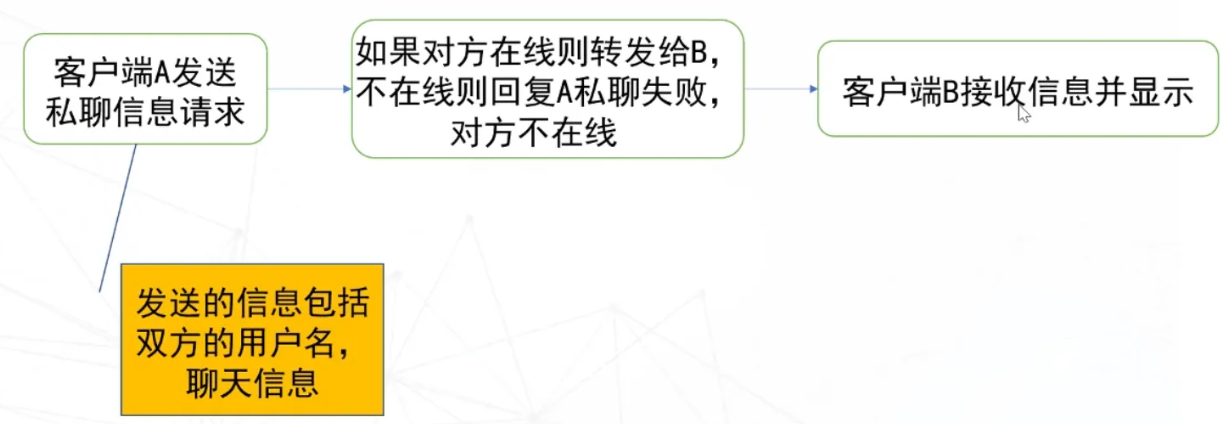 客户端A发送
私聊信息请求
如果对方在线则转发给B，
不在线则回复A私聊失败，
对方不在线
客户端B接收信息并显示
发送的信息包括
双方的用户名，
聊天信息